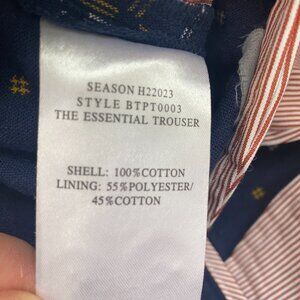 SEASON H22023
STYLE BTPT0003
THE ESSENTIAL TROUSER
SHELL: 100%COTTON
LINING: 55%POLYESTER/
45%COTTON